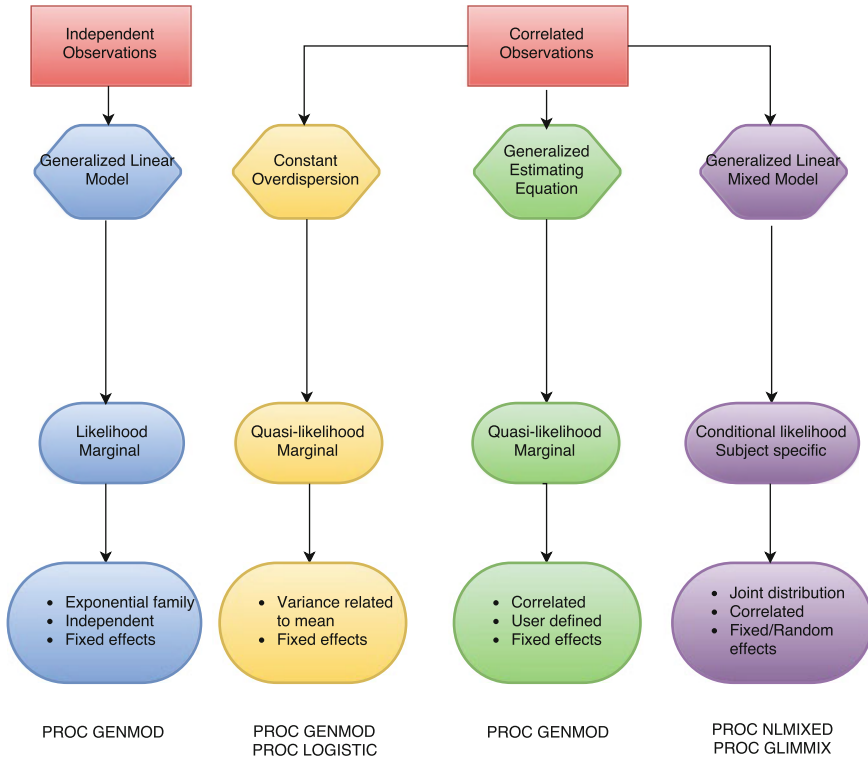 Independent
Observations
Correlated
Observations
Generalized Linear
Model
Constant
Overdispersion
Generalized
Estimating
Equation
Generalized Linear
Mixed Model
Likelihood
Marginal
Quasi-likelihood
Marginal
Quasi-likelihood
Marginal
Conditional likelihood
Subject specific
• Exponential family
• Independent
• Fixed effects
• Variance related
to mean
• Fixed effects
• Correlated
• User defined
• Fixed effects
• Joint distribution
• Correlated
• Fixed/Random
effects
PROC GENMOD
PROC GENMOD
PROC LOGISTIC
PROC GENMOD
PROC NLMIXED
PROC GLIMMIX